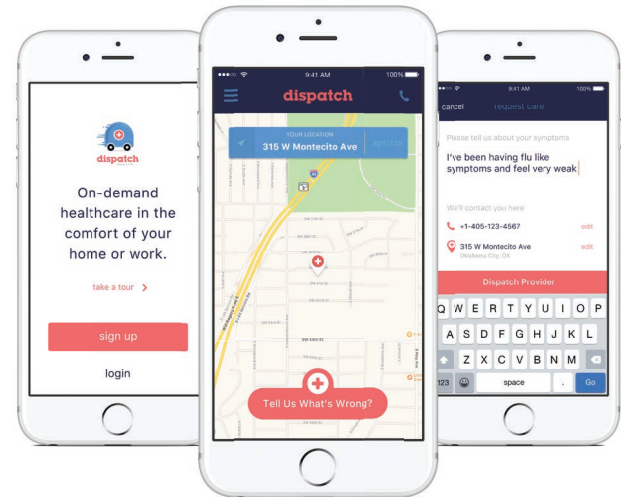 dispatch
On-demand
healthcare in the
comfort of your
home or work.
take a tour >
sign up
login
9:41 AM 100%
dispatch
YOUR LOCATION
315 W Montecito Ave
Tell Us What's Wrong?
9:41 AM 100%
cancel request care
Please tell us about your symptoms
I've been having flu like
symptoms and feel very weak
We'll contact you here
+1-405-123-4567 edit
315 W Montecito Ave edit
Oklahoma City, OK
Dispatch Provider
Q W E R T Y U I O P
A S D F G H J K L
Z X C V B N M
123 space . Go